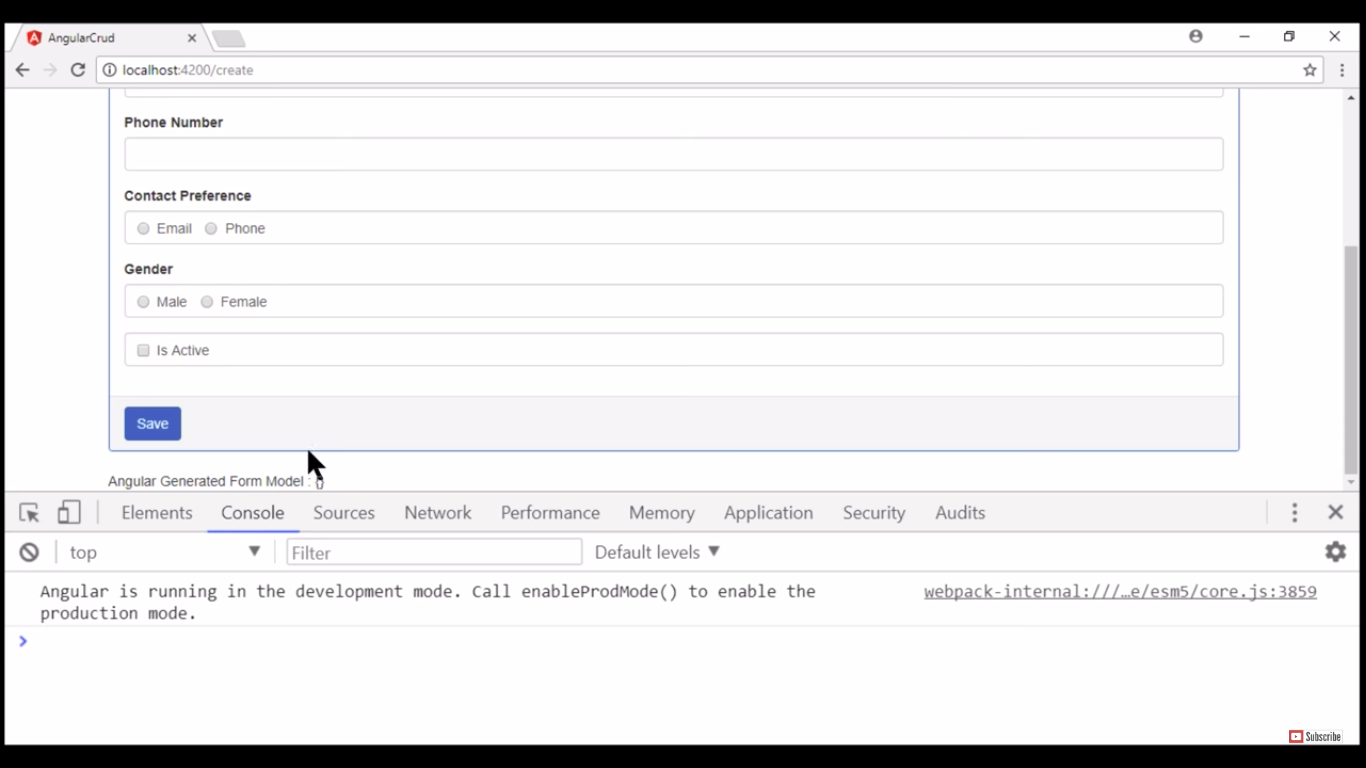 AngularCrud
localhost:4200/create
Phone Number
Contact Preference
Email Phone
Gender
Male Female
Is Active
Save
Angular Generated Form Model : {}
Elements Console Sources Network Performance Memory Application Security Audits
top Filter Default levels
Angular is running in the development mode. Call enableProdMode() to enable the webpack-internal:///…e/esm5/core.js:3859
production mode.
Subscribe